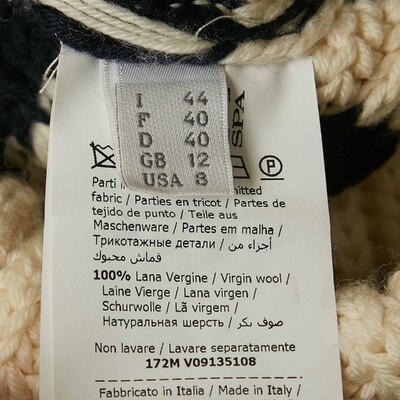 I 44
F 40
D 40
GB 12
USA 8
SPA
P
Parti in
fabric / Parties en tricot / Partes de
tejido de punto / Teile aus
Maschenware / Partes em malha /
Трикотажные детали / أجزاء من
قماش محبوك
100% Lana Vergine / Virgin wool /
Laine Vierge / Lana virgen /
Schurwolle / Lã virgem /
Натуральная шерсть / صوف بكر
Non lavare / Lavare separatamente
172M V09135108
Fabbricato in Italia / Made in Italy /